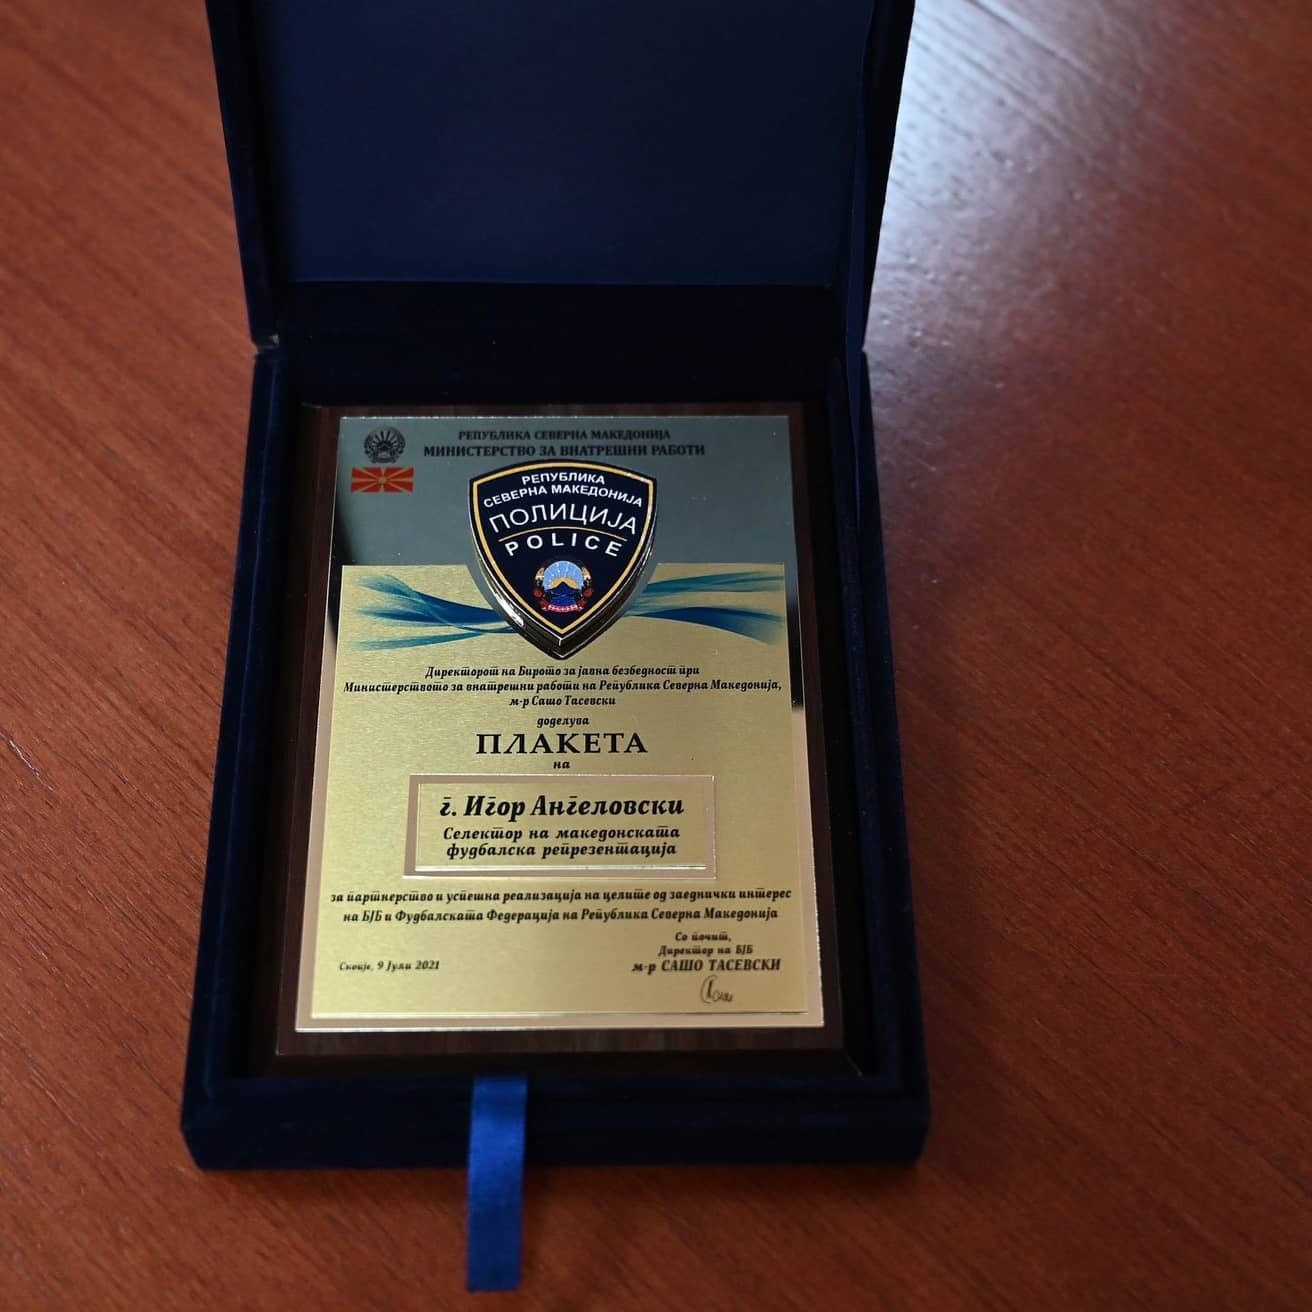 РЕПУБЛИКА СЕВЕРНА МАКЕДОНИЈА
МИНИСТЕРСТВО ЗА ВНАТРЕШНИ РАБОТИ
РЕПУБЛИКА
СЕВЕРНА МАКЕДОНИЈА
ПОЛИЦИЈА
POLICE
Директорот на Бирото за јавна безбедност при
Министерството за внатрешни работи на Република Северна Македонија,
м-р Сашо Тасевски
доделува
ПЛАКЕТА
на
г. Игор Ангеловски
Селектор на македонската
фудбалска репрезентација
за партнерство и успешна реализација на целите од заеднички интерес
на БЈБ и Фудбалската Федерација на Република Северна Македонија
Со почит,
Директор на БЈБ
м-р САШО ТАСЕВСКИ
Скопје, 9 Јули 2021